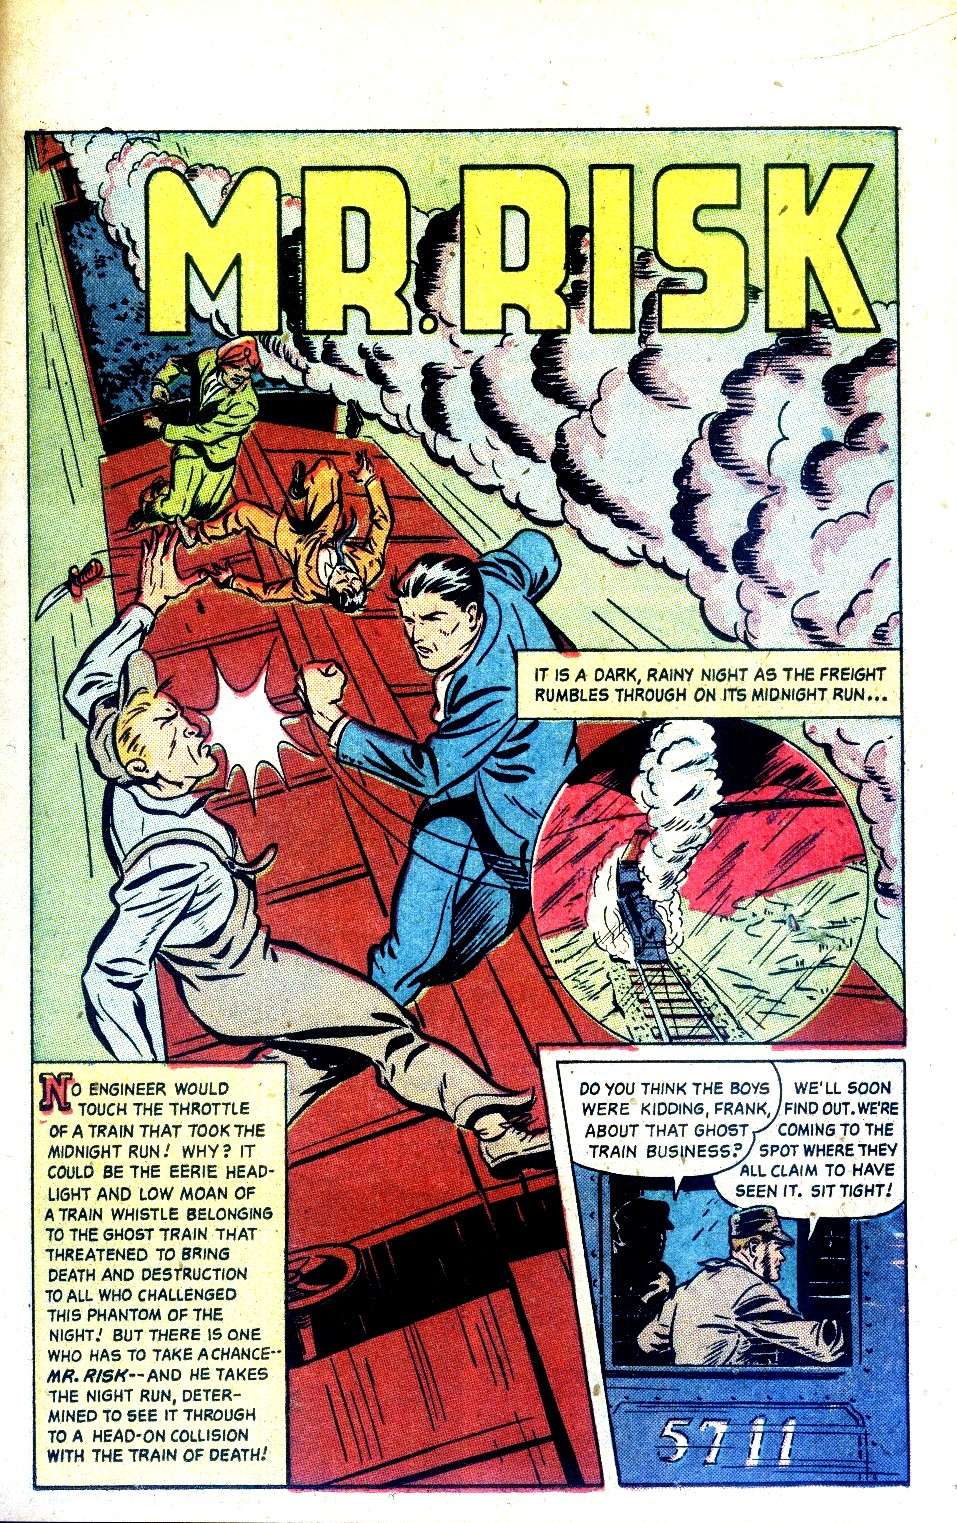 MR. RISK
IT IS A DARK, RAINY NIGHT AS THE FREIGHT
RUMBLES THROUGH ON ITS MIDNIGHT RUN...
NO ENGINEER WOULD
TOUCH THE THROTTLE
OF A TRAIN THAT TOOK THE
MIDNIGHT RUN! WHY? IT
COULD BE THE EERIE HEAD-
LIGHT AND LOW MOAN OF
A TRAIN WHISTLE BELONGING
TO THE GHOST TRAIN THAT
THREATENED TO BRING
DEATH AND DESTRUCTION
TO ALL WHO CHALLENGED
THIS PHANTOM OF THE
NIGHT! BUT THERE IS ONE
WHO HAS TO TAKE A CHANCE--
MR. RISK--AND HE TAKES
THE NIGHT RUN, DETER-
MINED TO SEE IT THROUGH
TO A HEAD-ON COLLISION
WITH THE TRAIN OF DEATH!
DO YOU THINK THE BOYS
WERE KIDDING, FRANK,
ABOUT THAT GHOST
TRAIN BUSINESS?
WE'LL SOON
FIND OUT. WE'RE
COMING TO THE
SPOT WHERE THEY
ALL CLAIM TO HAVE
SEEN IT. SIT TIGHT!
5711